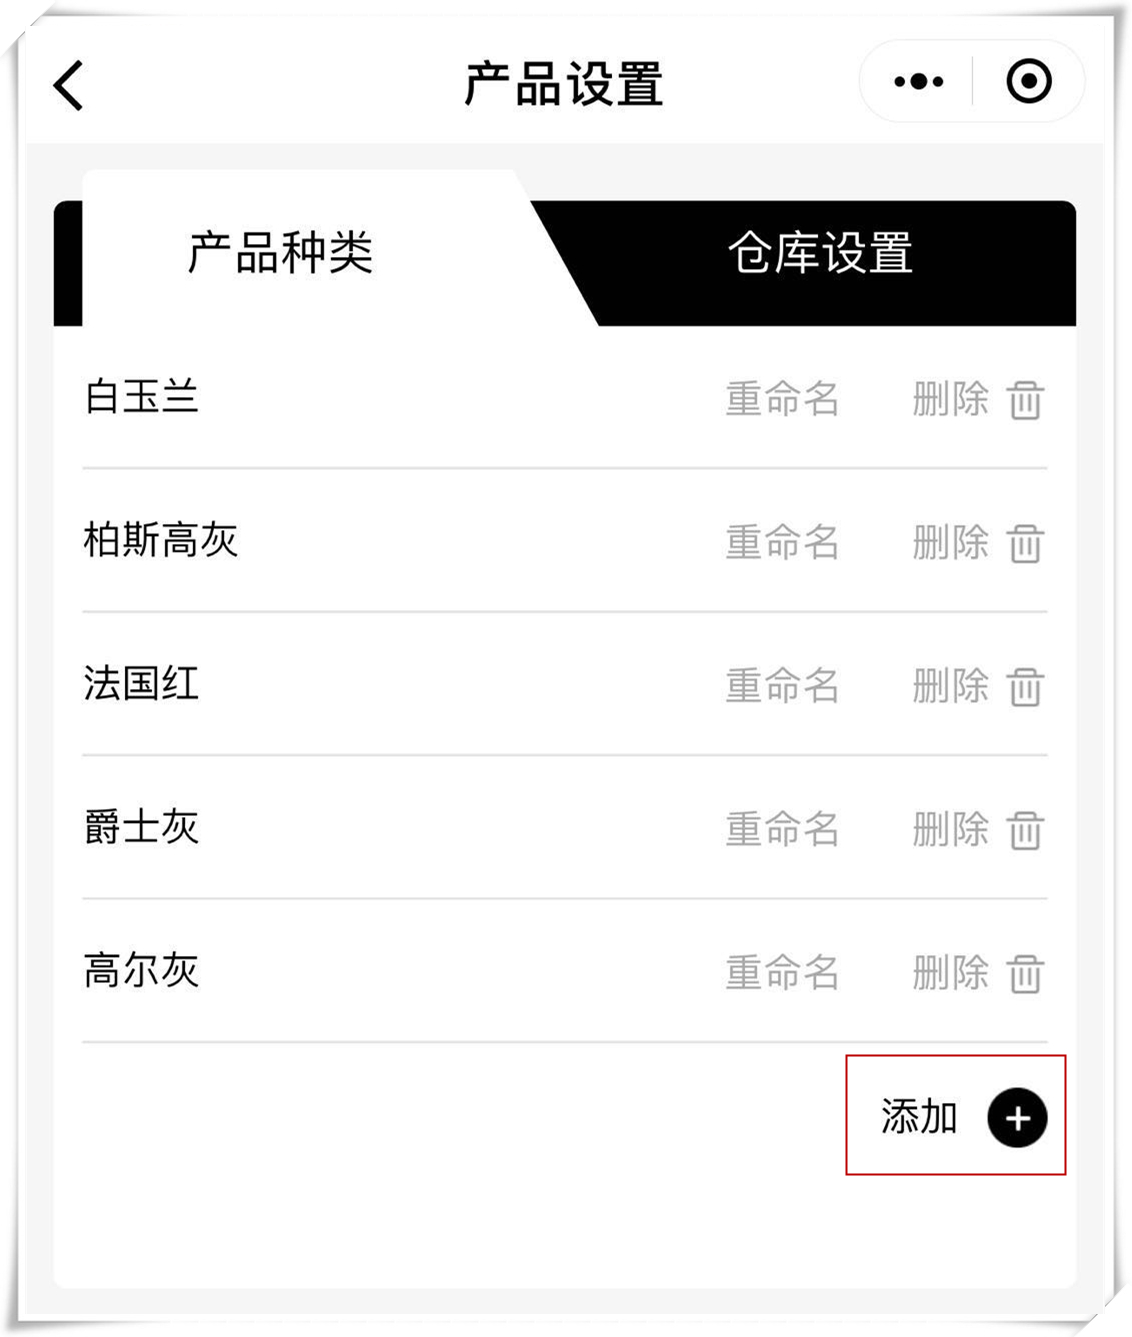 产品设置
产品种类 仓库设置
白玉兰 重命名 删除
柏斯高灰 重命名 删除
法国红 重命名 删除
爵士灰 重命名 删除
高尔灰 重命名 删除
添加